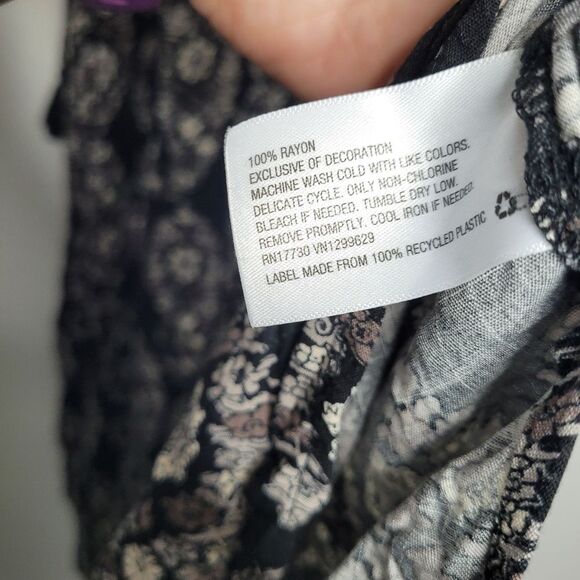 100% RAYON
EXCLUSIVE OF DECORATION
MACHINE WASH COLD WITH LIKE COLORS.
DELICATE CYCLE. ONLY NON-CHLORINE
BLEACH IF NEEDED. TUMBLE DRY LOW.
REMOVE PROMPTLY. COOL IRON IF NEEDED.
RN17730 VN1299629
LABEL MADE FROM 100% RECYCLED PLASTIC